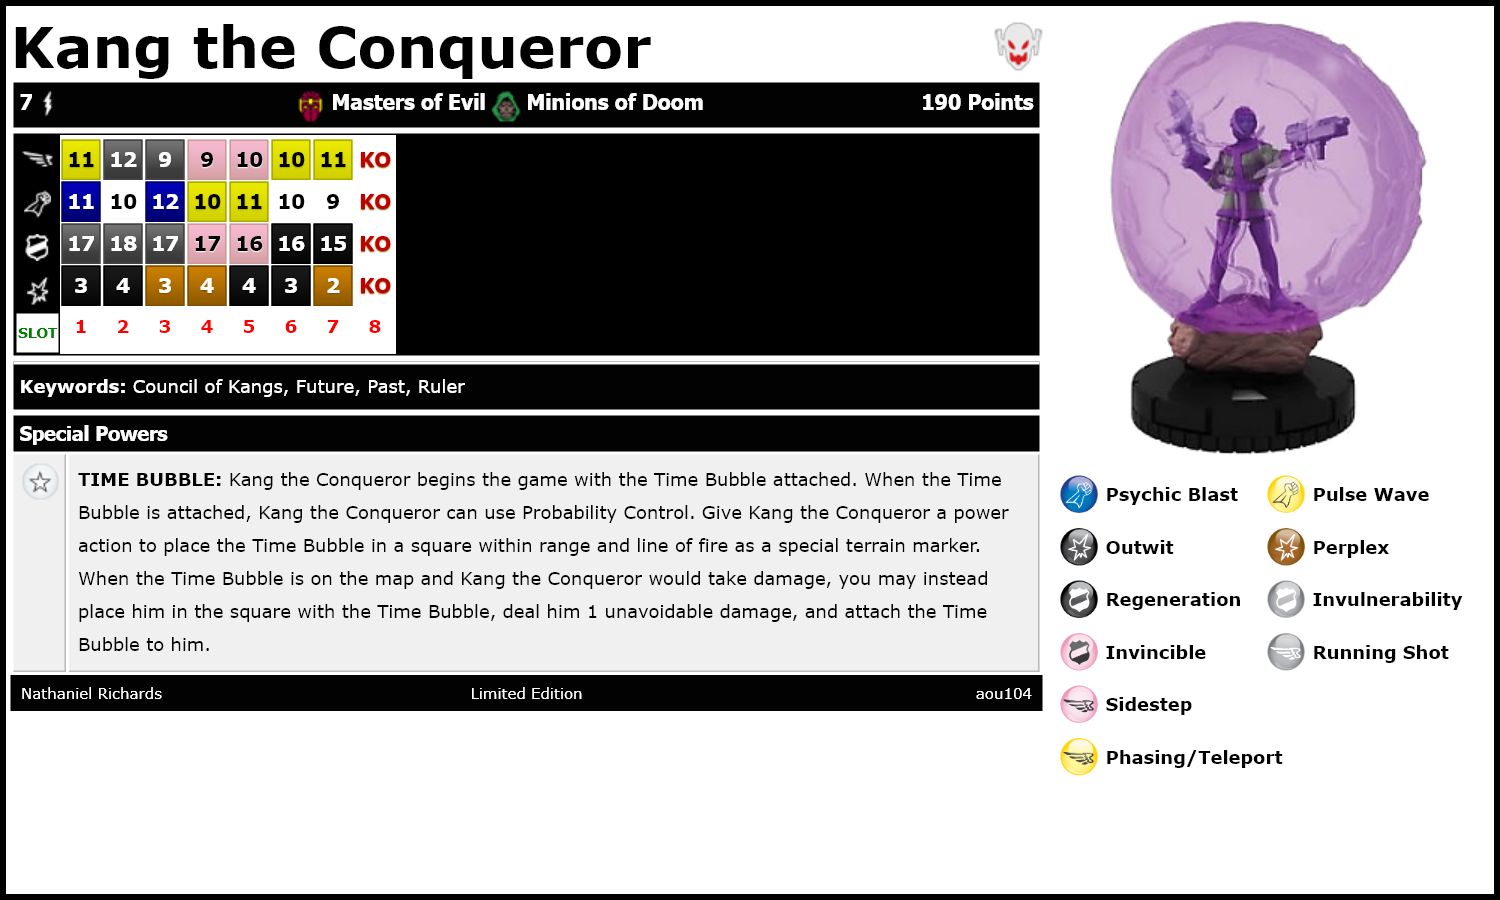 Kang the Conqueror
7 Masters of Evil Minions of Doom 190 Points
11 12 9 9 10 10 11 KO
11 10 12 10 11 10 9 KO
17 18 17 17 16 16 15 KO
3 4 3 4 4 3 2 KO
SLOT 1 2 3 4 5 6 7 8
Keywords: Council of Kangs, Future, Past, Ruler
Special Powers
TIME BUBBLE: Kang the Conqueror begins the game with the Time Bubble attached. When the Time
Bubble is attached, Kang the Conqueror can use Probability Control. Give Kang the Conqueror a power
action to place the Time Bubble in a square within range and line of fire as a special terrain marker.
When the Time Bubble is on the map and Kang the Conqueror would take damage, you may instead
place him in the square with the Time Bubble, deal him 1 unavoidable damage, and attach the Time
Bubble to him.
Nathaniel Richards Limited Edition aou104
Psychic Blast Pulse Wave
Outwit Perplex
Regeneration Invulnerability
Invincible Running Shot
Sidestep
Phasing/Teleport